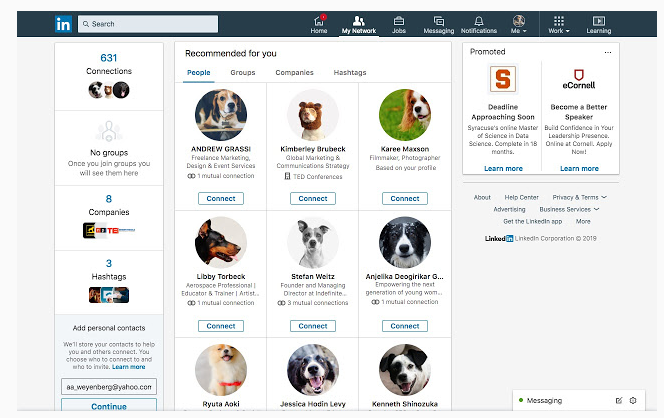 in
Search
Home
My Network
Jobs
Messaging
Notifications
Me
Work
Learning
631
Connections
No groups
Once you join groups you
will see them here
8
Companies
3
Hashtags
Add personal contacts
We'll store your contacts to help
you and others connect. You
choose who to connect to and
who to invite. Learn more
aa_weyenberg@yahoo.com
Continue
Recommended for you
People Groups Companies Hashtags
ANDREW GRASSI
Freelance Marketing,
Design & Event Services
1 mutual connection
Connect
Kimberley Brubeck
Global Marketing &
Communications Strategy
TED Conferences
Connect
Karee Maxson
Filmmaker, Photographer
Based on your profile
Connect
Libby Torbeck
Aerospace Professional |
Educator & Trainer | Artist...
1 mutual connection
Connect
Stefan Weitz
Founder and Managing
Director at Indefinite...
3 mutual connections
Connect
Anjelika Deogirikar G...
Empowering the next
generation of young wom...
1 mutual connection
Connect
Ryuta Aoki
Jessica Hodin Levy
Kenneth Shinozuka
Promoted
S
Deadline
Approaching Soon
Syracuse's online Master
of Science in Data
Science. Complete in 18
months.
Learn more
eCornell
Become a Better
Speaker
Build Confidence in Your
Leadership Presence.
Online at Cornell. Apply
Now!
Learn more
About Help Center Privacy & Terms
Advertising Business Services
Get the LinkedIn app More
LinkedIn LinkedIn Corporation © 2019
Messaging